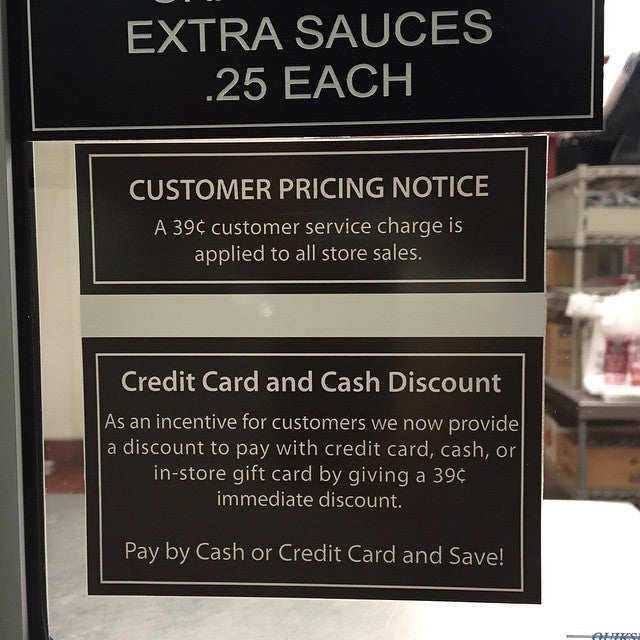 EXTRA SAUCES
.25 EACH
CUSTOMER PRICING NOTICE
A 39¢ customer service charge is
applied to all store sales.
Credit Card and Cash Discount
As an incentive for customers we now provide
a discount to pay with credit card, cash, or
in-store gift card by giving a 39¢
immediate discount.
Pay by Cash or Credit Card and Save!